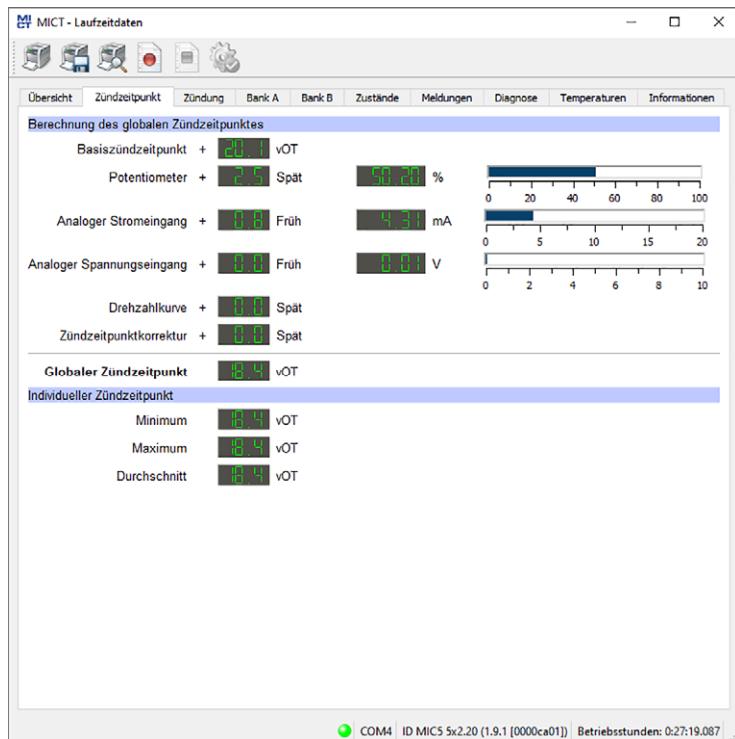 MICT - Laufzeitdaten
Übersicht Zündzeitpunkt Zündung Bank A Bank B Zustände Meldungen Diagnose Temperaturen Informationen
Berechnung des globalen Zündzeitpunktes
Basiszündzeitpunkt + 20.1 vOT
Potentiometer + 2.5 Spät 50.20 %
0 20 40 60 80 100
Analoger Stromeingang + 0.8 Früh 4.31 mA
0 5 10 15 20
Analoger Spannungseingang + 0.0 Früh 0.01 V
0 2 4 6 8 10
Drehzahlkurve + 0.0 Spät
Zündzeitpunktkorrektur + 0.0 Spät
Globaler Zündzeitpunkt 18.4 vOT
Individueller Zündzeitpunkt
Minimum 18.4 vOT
Maximum 18.4 vOT
Durchschnitt 18.4 vOT
COM4 ID MIC5 5x2.20 (1.9.1 [0000ca01]) Betriebsstunden: 0:27:19.087